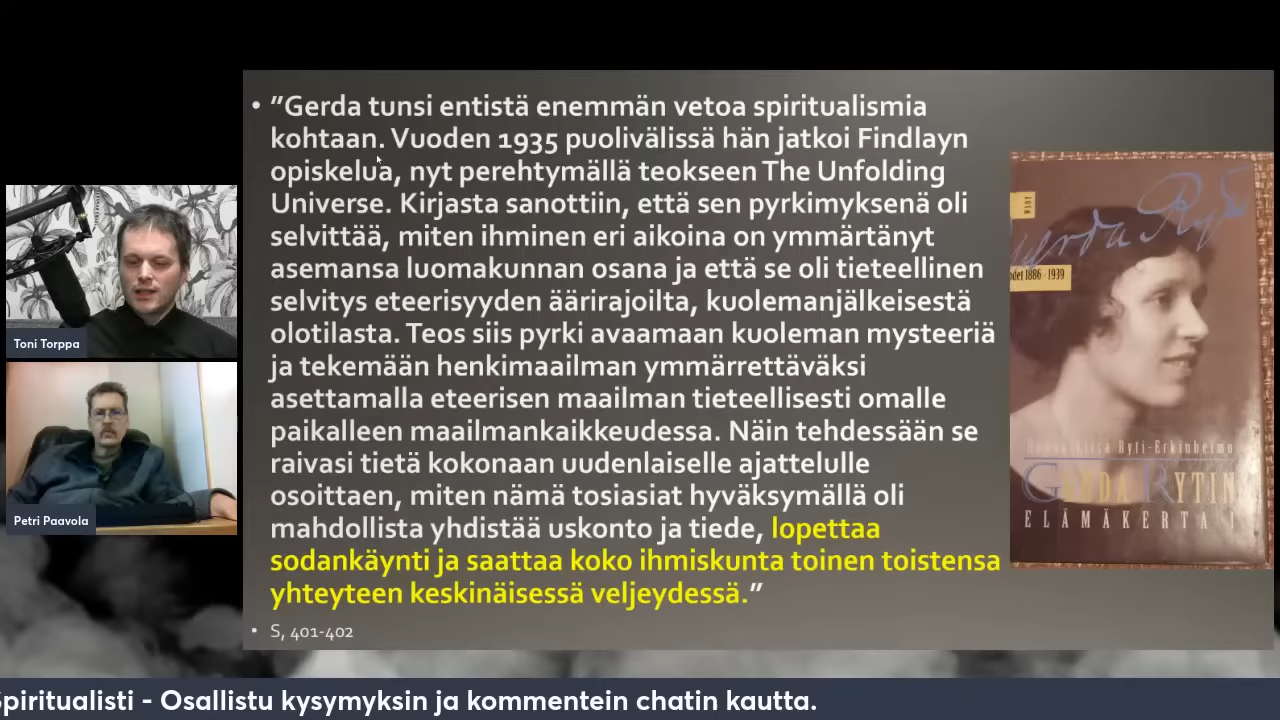 • ”Gerda tunsi entistä enemmän vetoa spiritualismia
kohtaan. Vuoden 1935 puolivälissä hän jatkoi Findlayn
opiskelua, nyt perehtymällä teokseen The Unfolding
Universe. Kirjasta sanottiin, että sen pyrkimyksenä oli
selvittää, miten ihminen eri aikoina on ymmärtänyt
asemansa luomakunnan osana ja että se oli tieteellinen
selvitys eteerisyyden äärirajoilta, kuolemanjälkeisestä
olotilasta. Teos siis pyrki avaamaan kuoleman mysteeriä
ja tekemään henkimaailman ymmärrettäväksi
asettamalla eteerisen maailman tieteellisesti omalle
paikalleen maailmankaikkeudessa. Näin tehdessään se
raivasi tietä kokonaan uudenlaiselle ajattelulle
osoittaen, miten nämä tosiasiat hyväksymällä oli
mahdollista yhdistää uskonto ja tiede, lopettaa
sodankäynti ja saattaa koko ihmiskunta toinen toistensa
yhteyteen keskinäisessä veljeydessä.”
• S, 401-402
WSOY
Gerda Ryti
1886 - 1939
Ryti-Erkinheimo
GERDA RYTIN
ELÄMÄKERTA I
Toni Torppa
Petri Paavola
Spiritualisti - Osallistu kysymyksin ja kommentein chatin kautta.